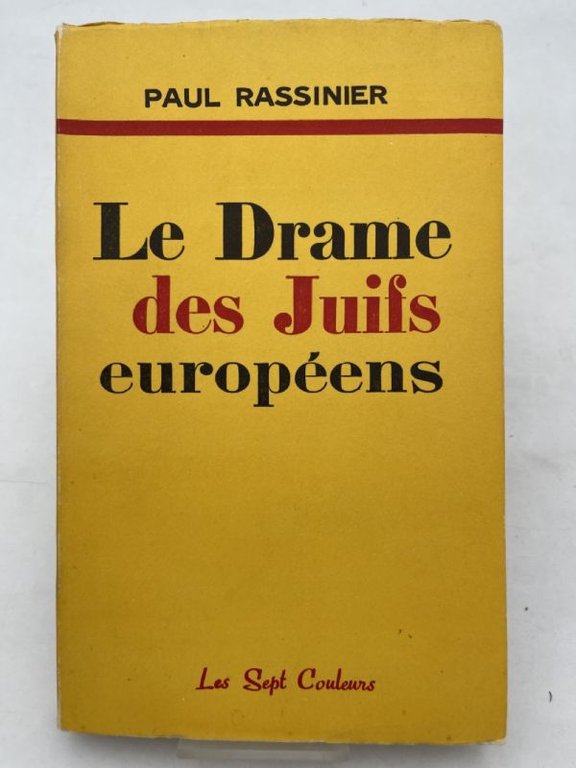 PAUL RASSINIER
Le Drame
des Juifs
européens
Les Sept Couleurs